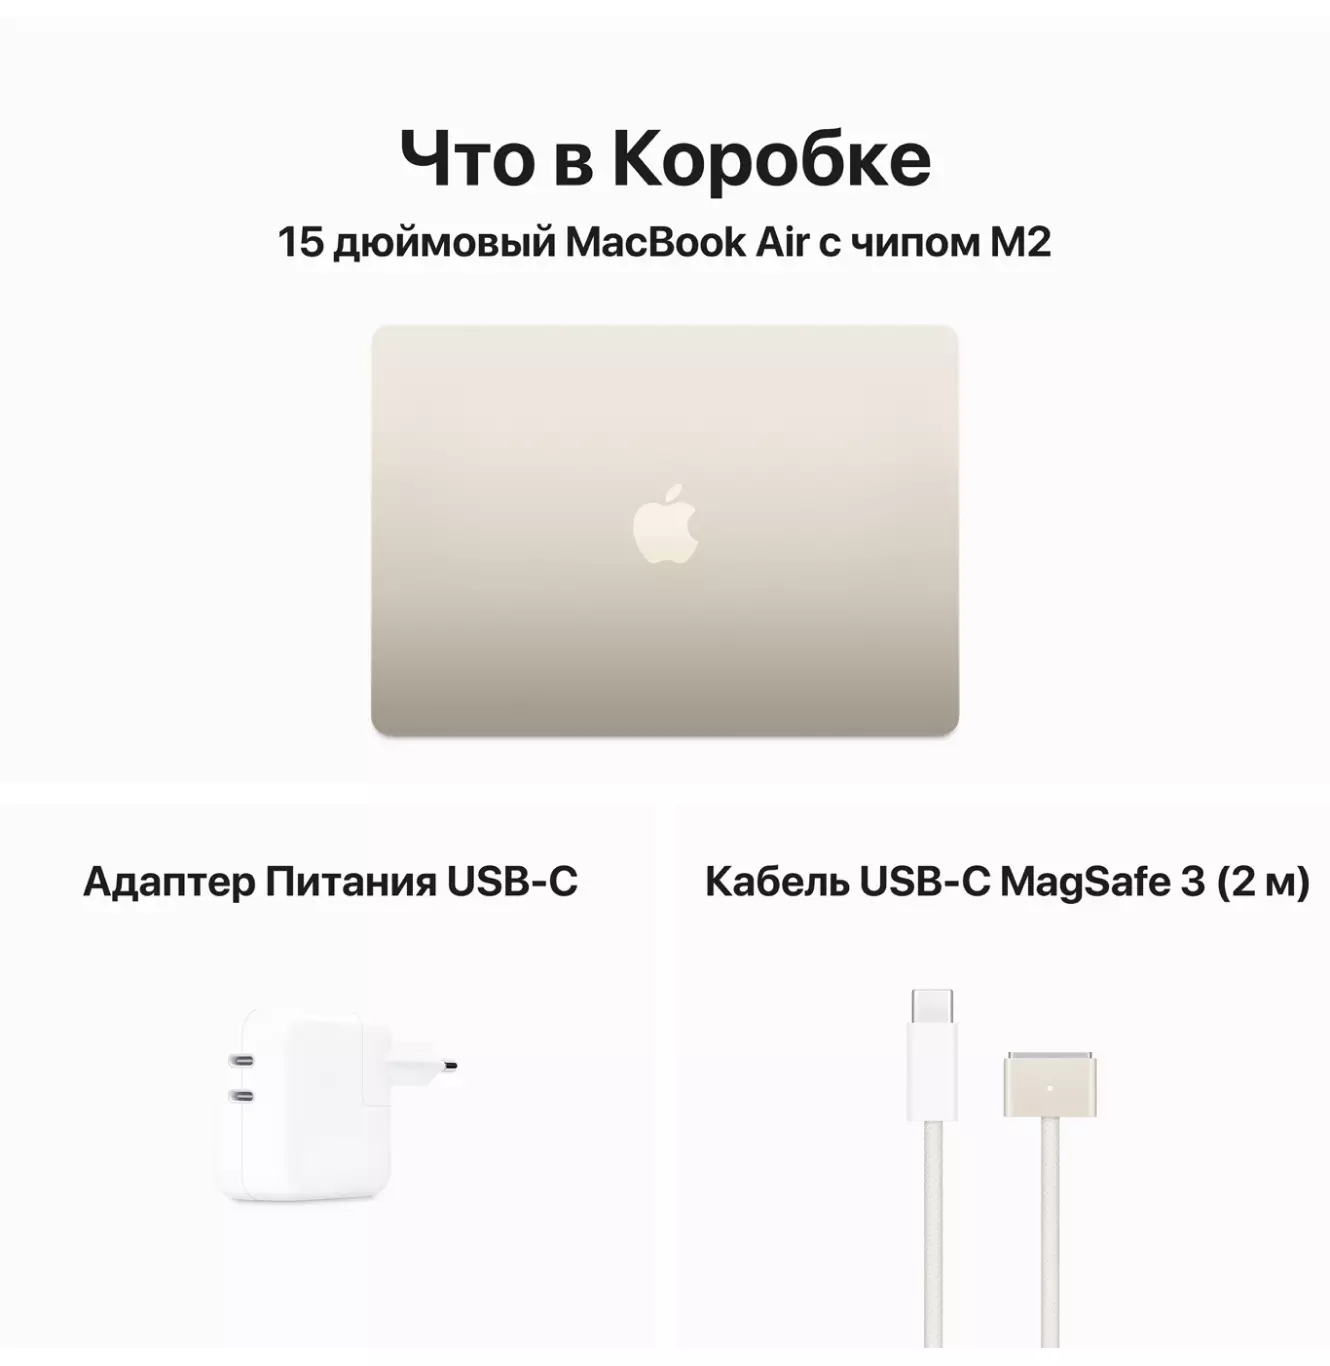 Что в Коробке
15 дюймовый MacBook Air с чипом M2
Адаптер Питания USB-C
Кабель USB-C MagSafe 3 (2 м)